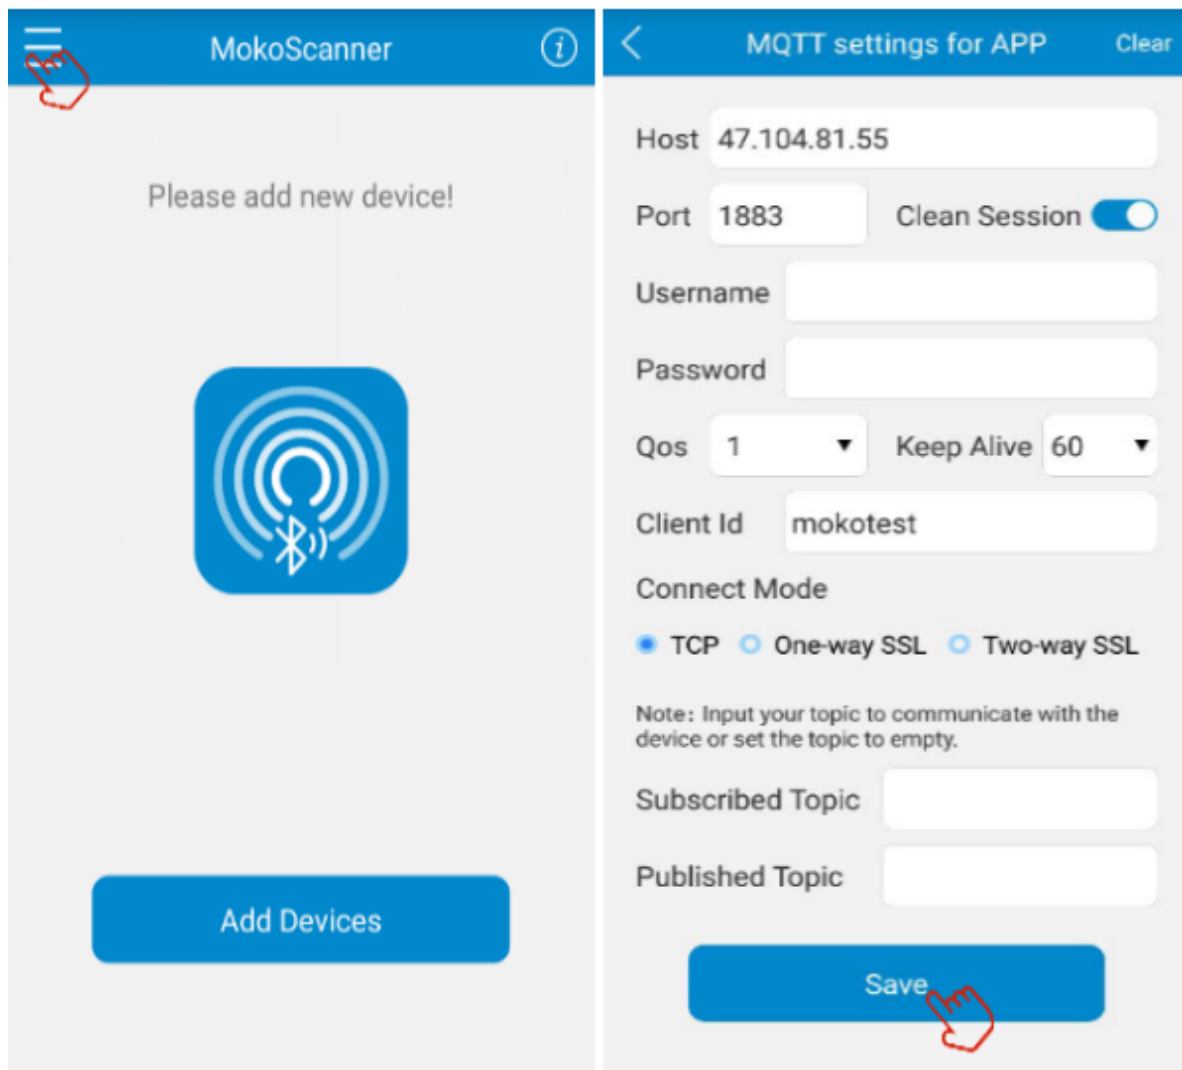 MokoScanner
Please add new device!
Add Devices
MQTT settings for APP
Clear
Host 47.104.81.55
Port 1883 Clean Session
Username
Password
Qos 1 Keep Alive 60
Client Id mokotest
Connect Mode
TCP One-way SSL Two-way SSL
Note: Input your topic to communicate with the
device or set the topic to empty.
Subscribed Topic
Published Topic
Save